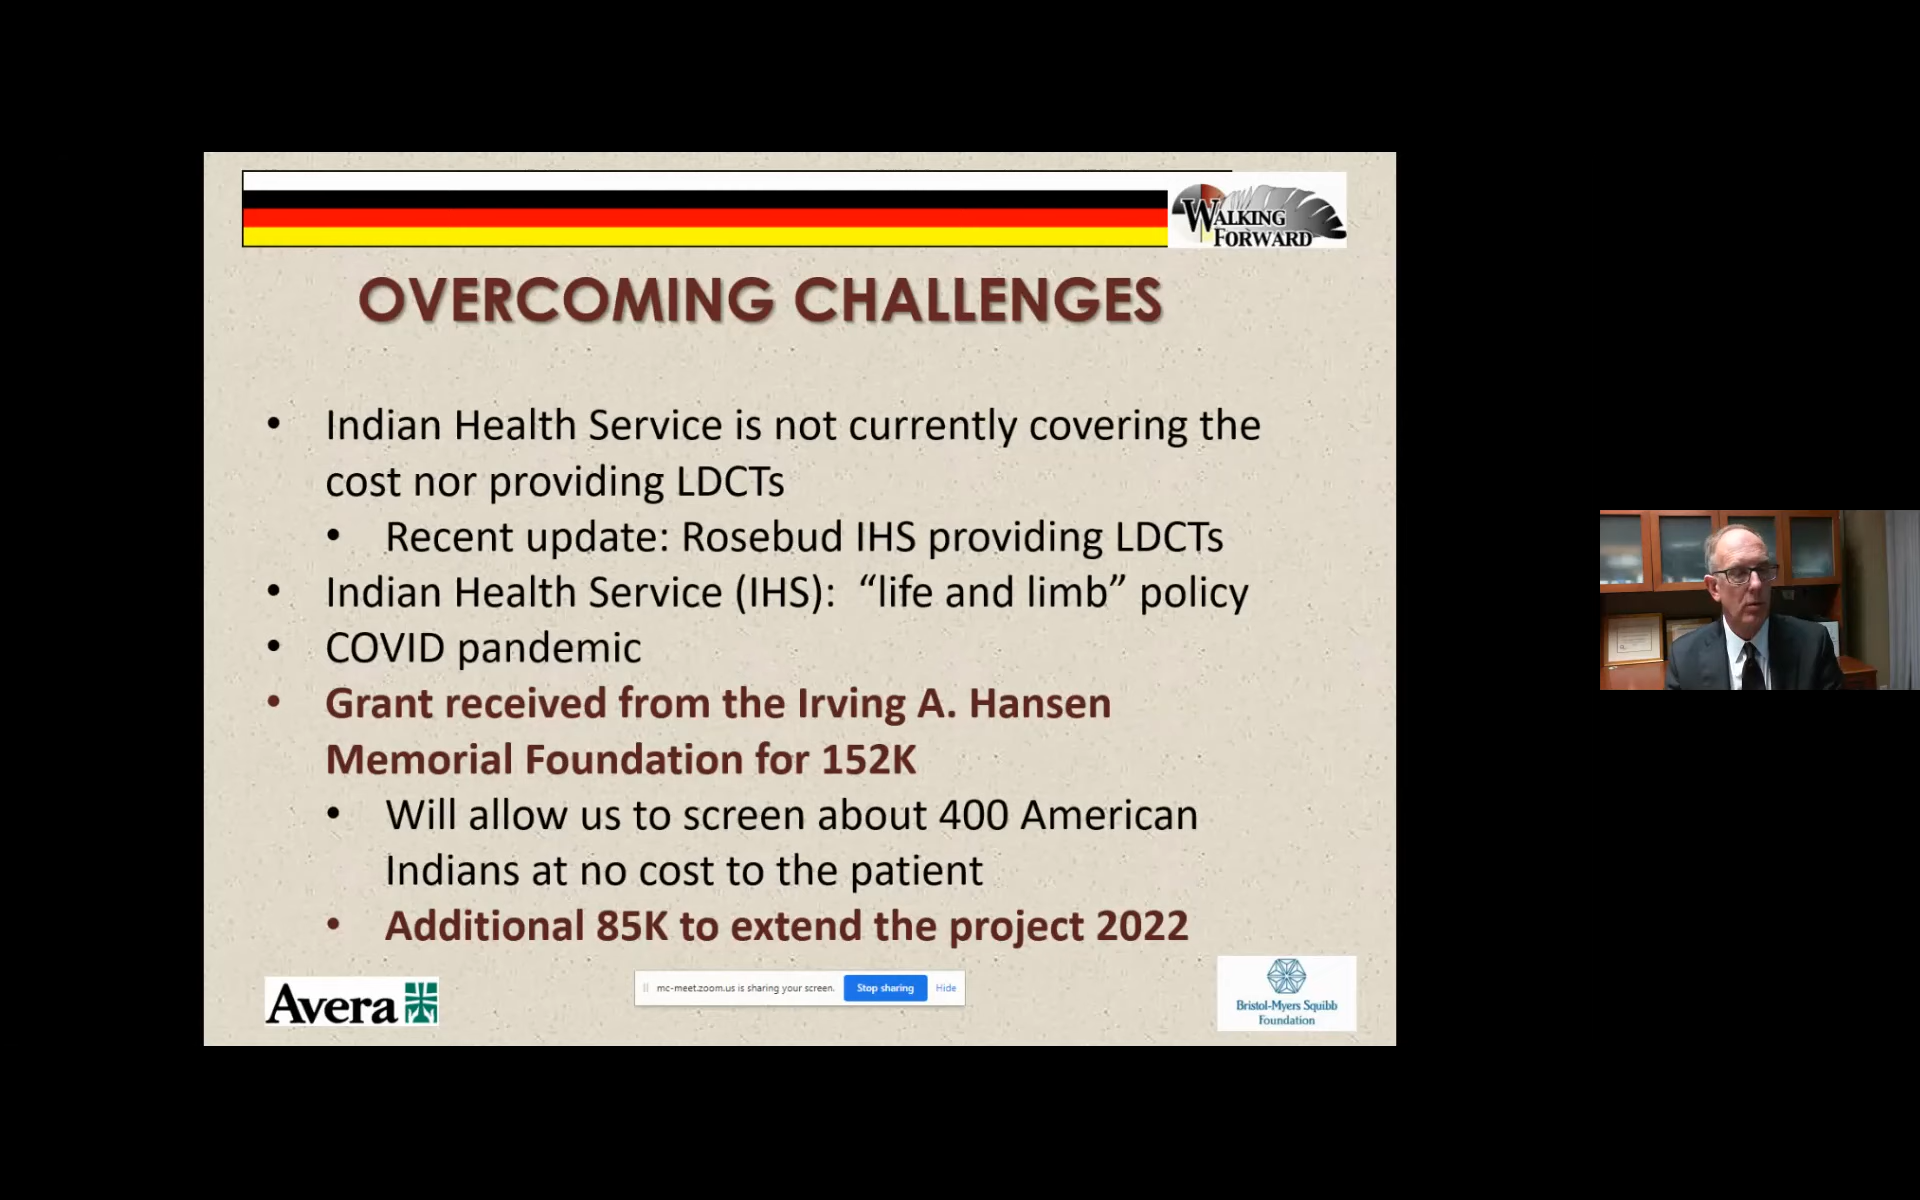 WALKING
FORWARD
OVERCOMING CHALLENGES
• Indian Health Service is not currently covering the
cost nor providing LDCTs
• Recent update: Rosebud IHS providing LDCTs
• Indian Health Service (IHS): “life and limb” policy
• COVID pandemic
• Grant received from the Irving A. Hansen
Memorial Foundation for 152K
• Will allow us to screen about 400 American
Indians at no cost to the patient
• Additional 85K to extend the project 2022
Avera
mc-meet.zoom.us is sharing your screen. Stop sharing Hide
Bristol-Myers Squibb
Foundation